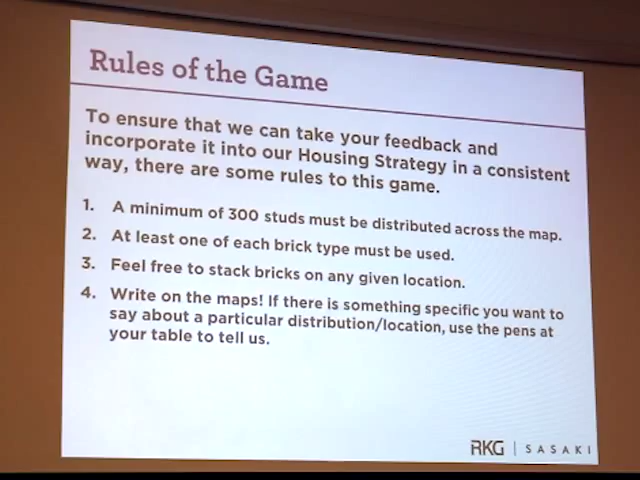 Rules of the Game
To ensure that we can take your feedback and
incorporate it into our Housing Strategy in a consistent
way, there are some rules to this game.
1. A minimum of 300 studs must be distributed across the map.
2. At least one of each brick type must be used.
3. Feel free to stack bricks on any given location.
4. Write on the maps! If there is something specific you want to
say about a particular distribution/location, use the pens at
your table to tell us.
RKG | SASAKI